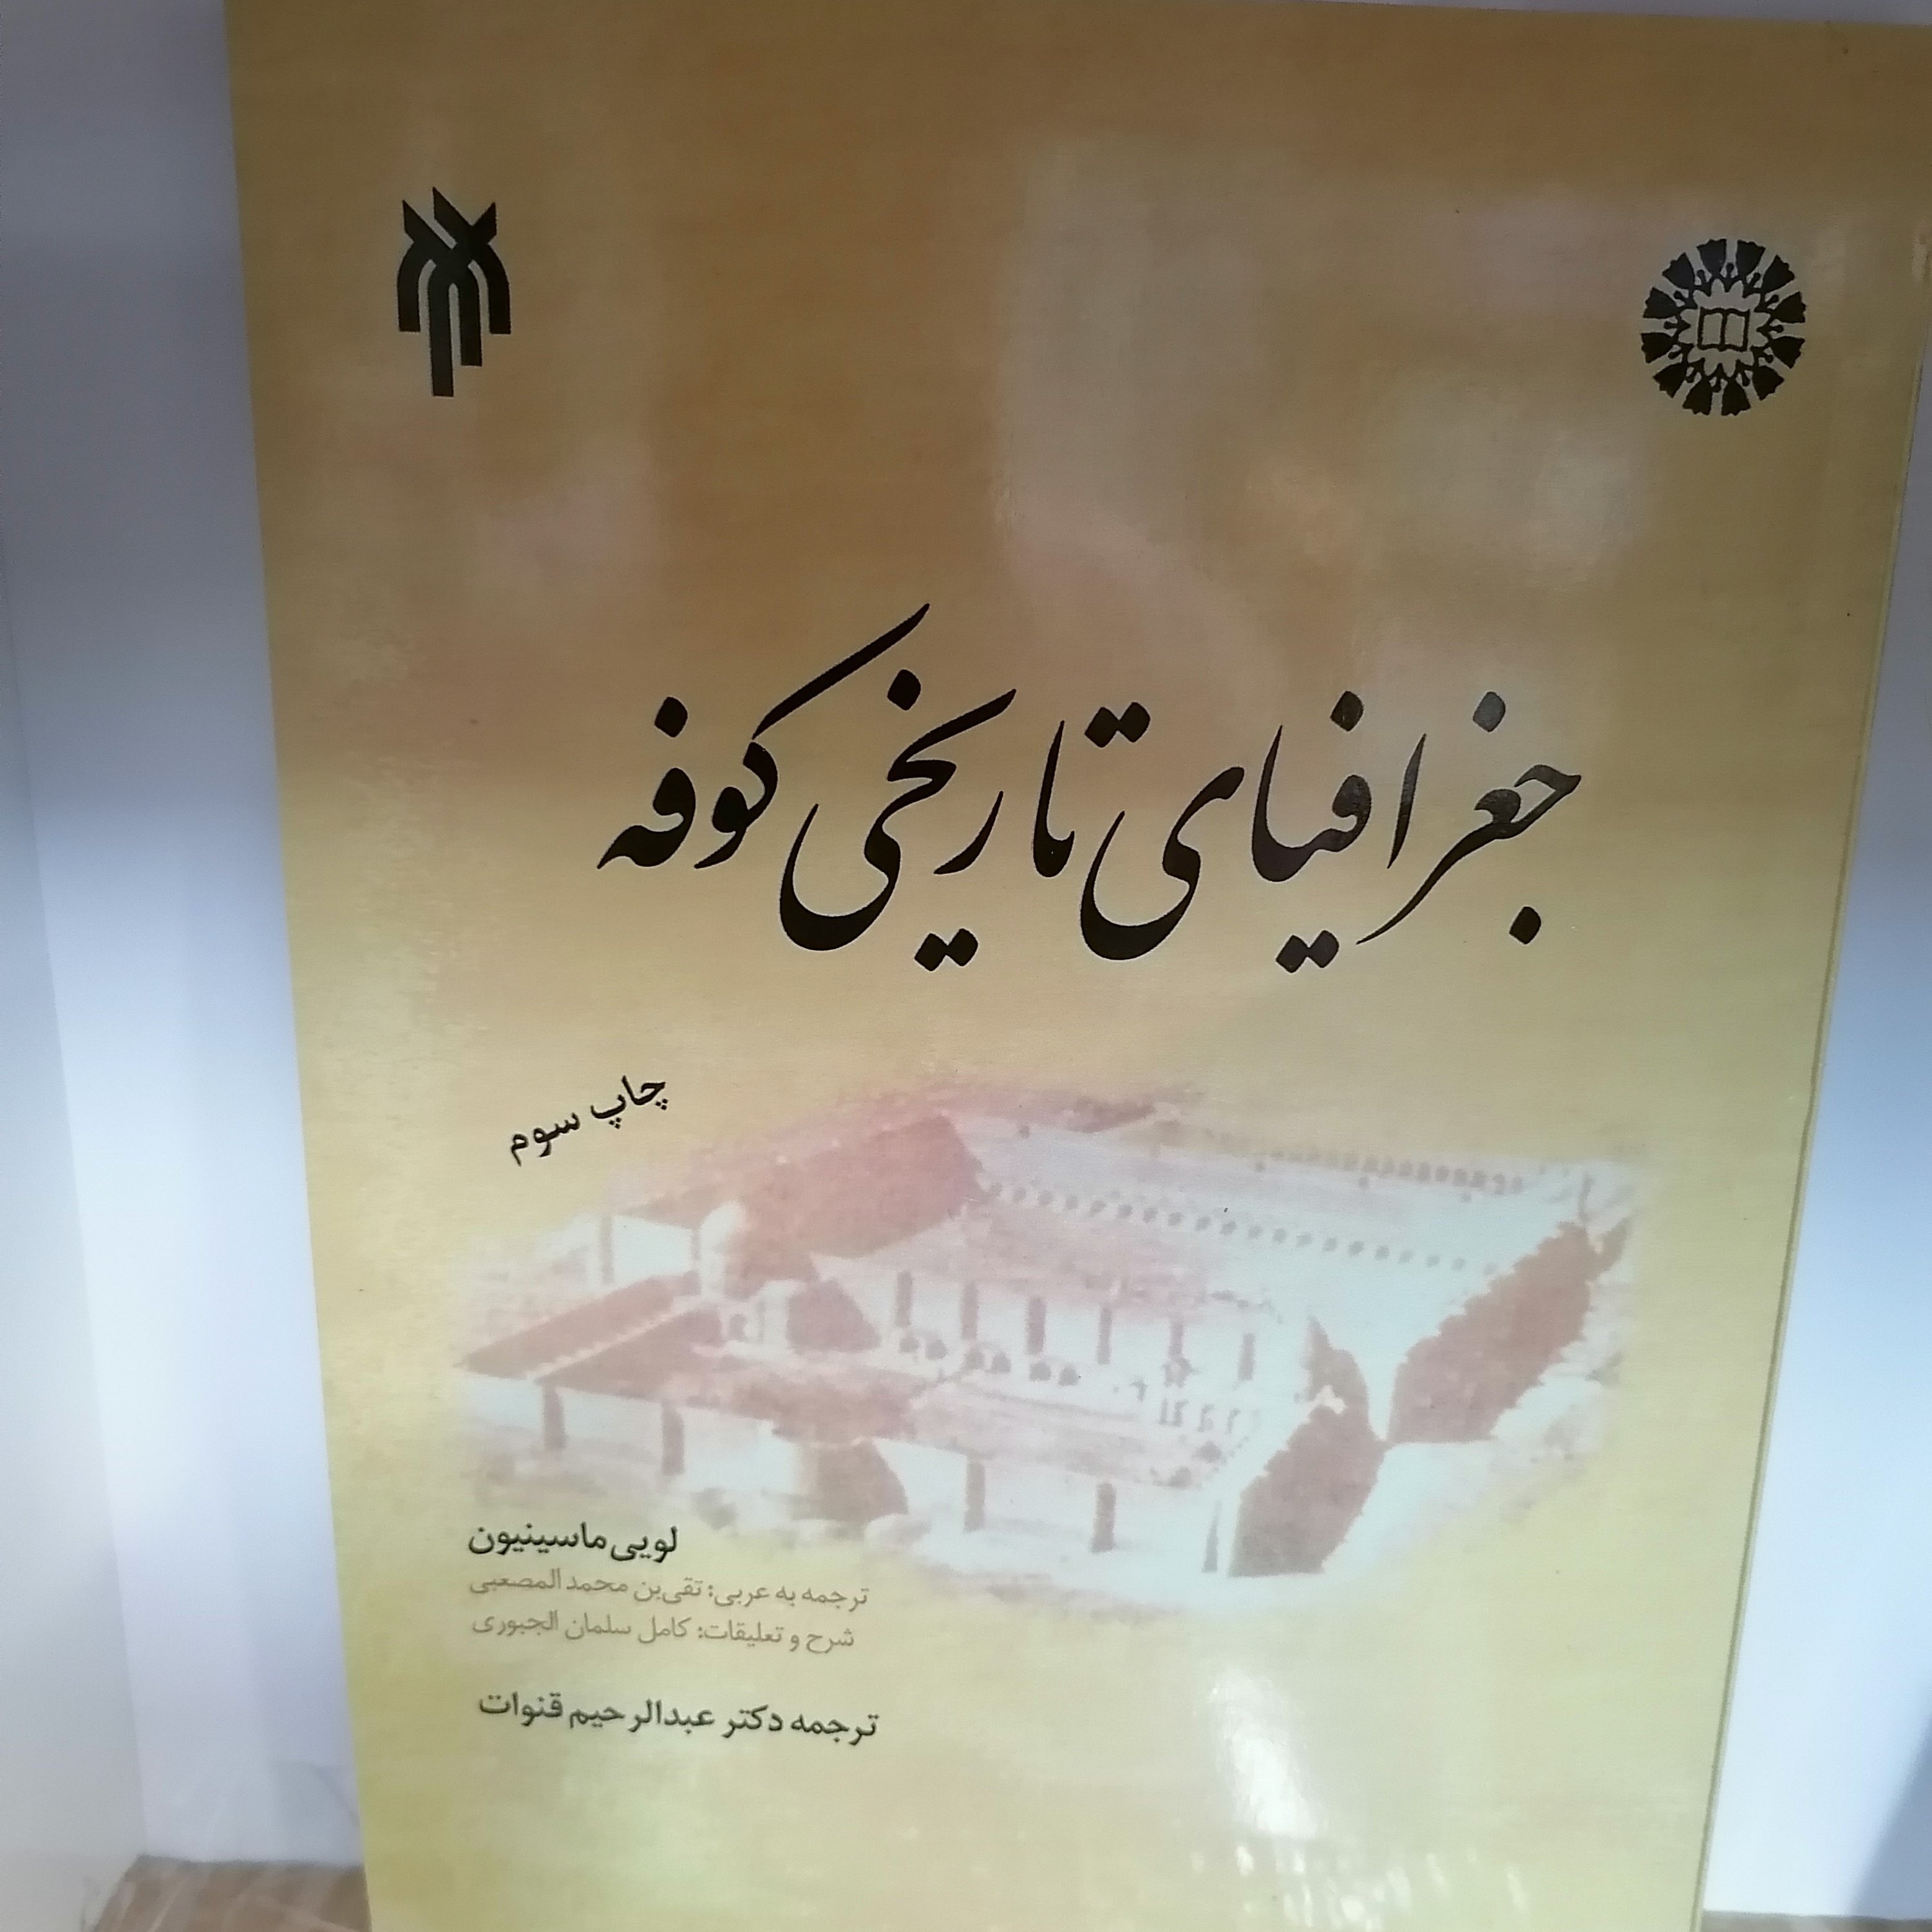 جغرافیای تاریخی کوفه
چاپ سوم
لویی ماسینیون
ترجمه به عربی: تقی‌بن محمد المصعبی
شرح و تعلیقات: کامل سلمان الجبوری
ترجمه دکتر عبدالرحیم قنوات